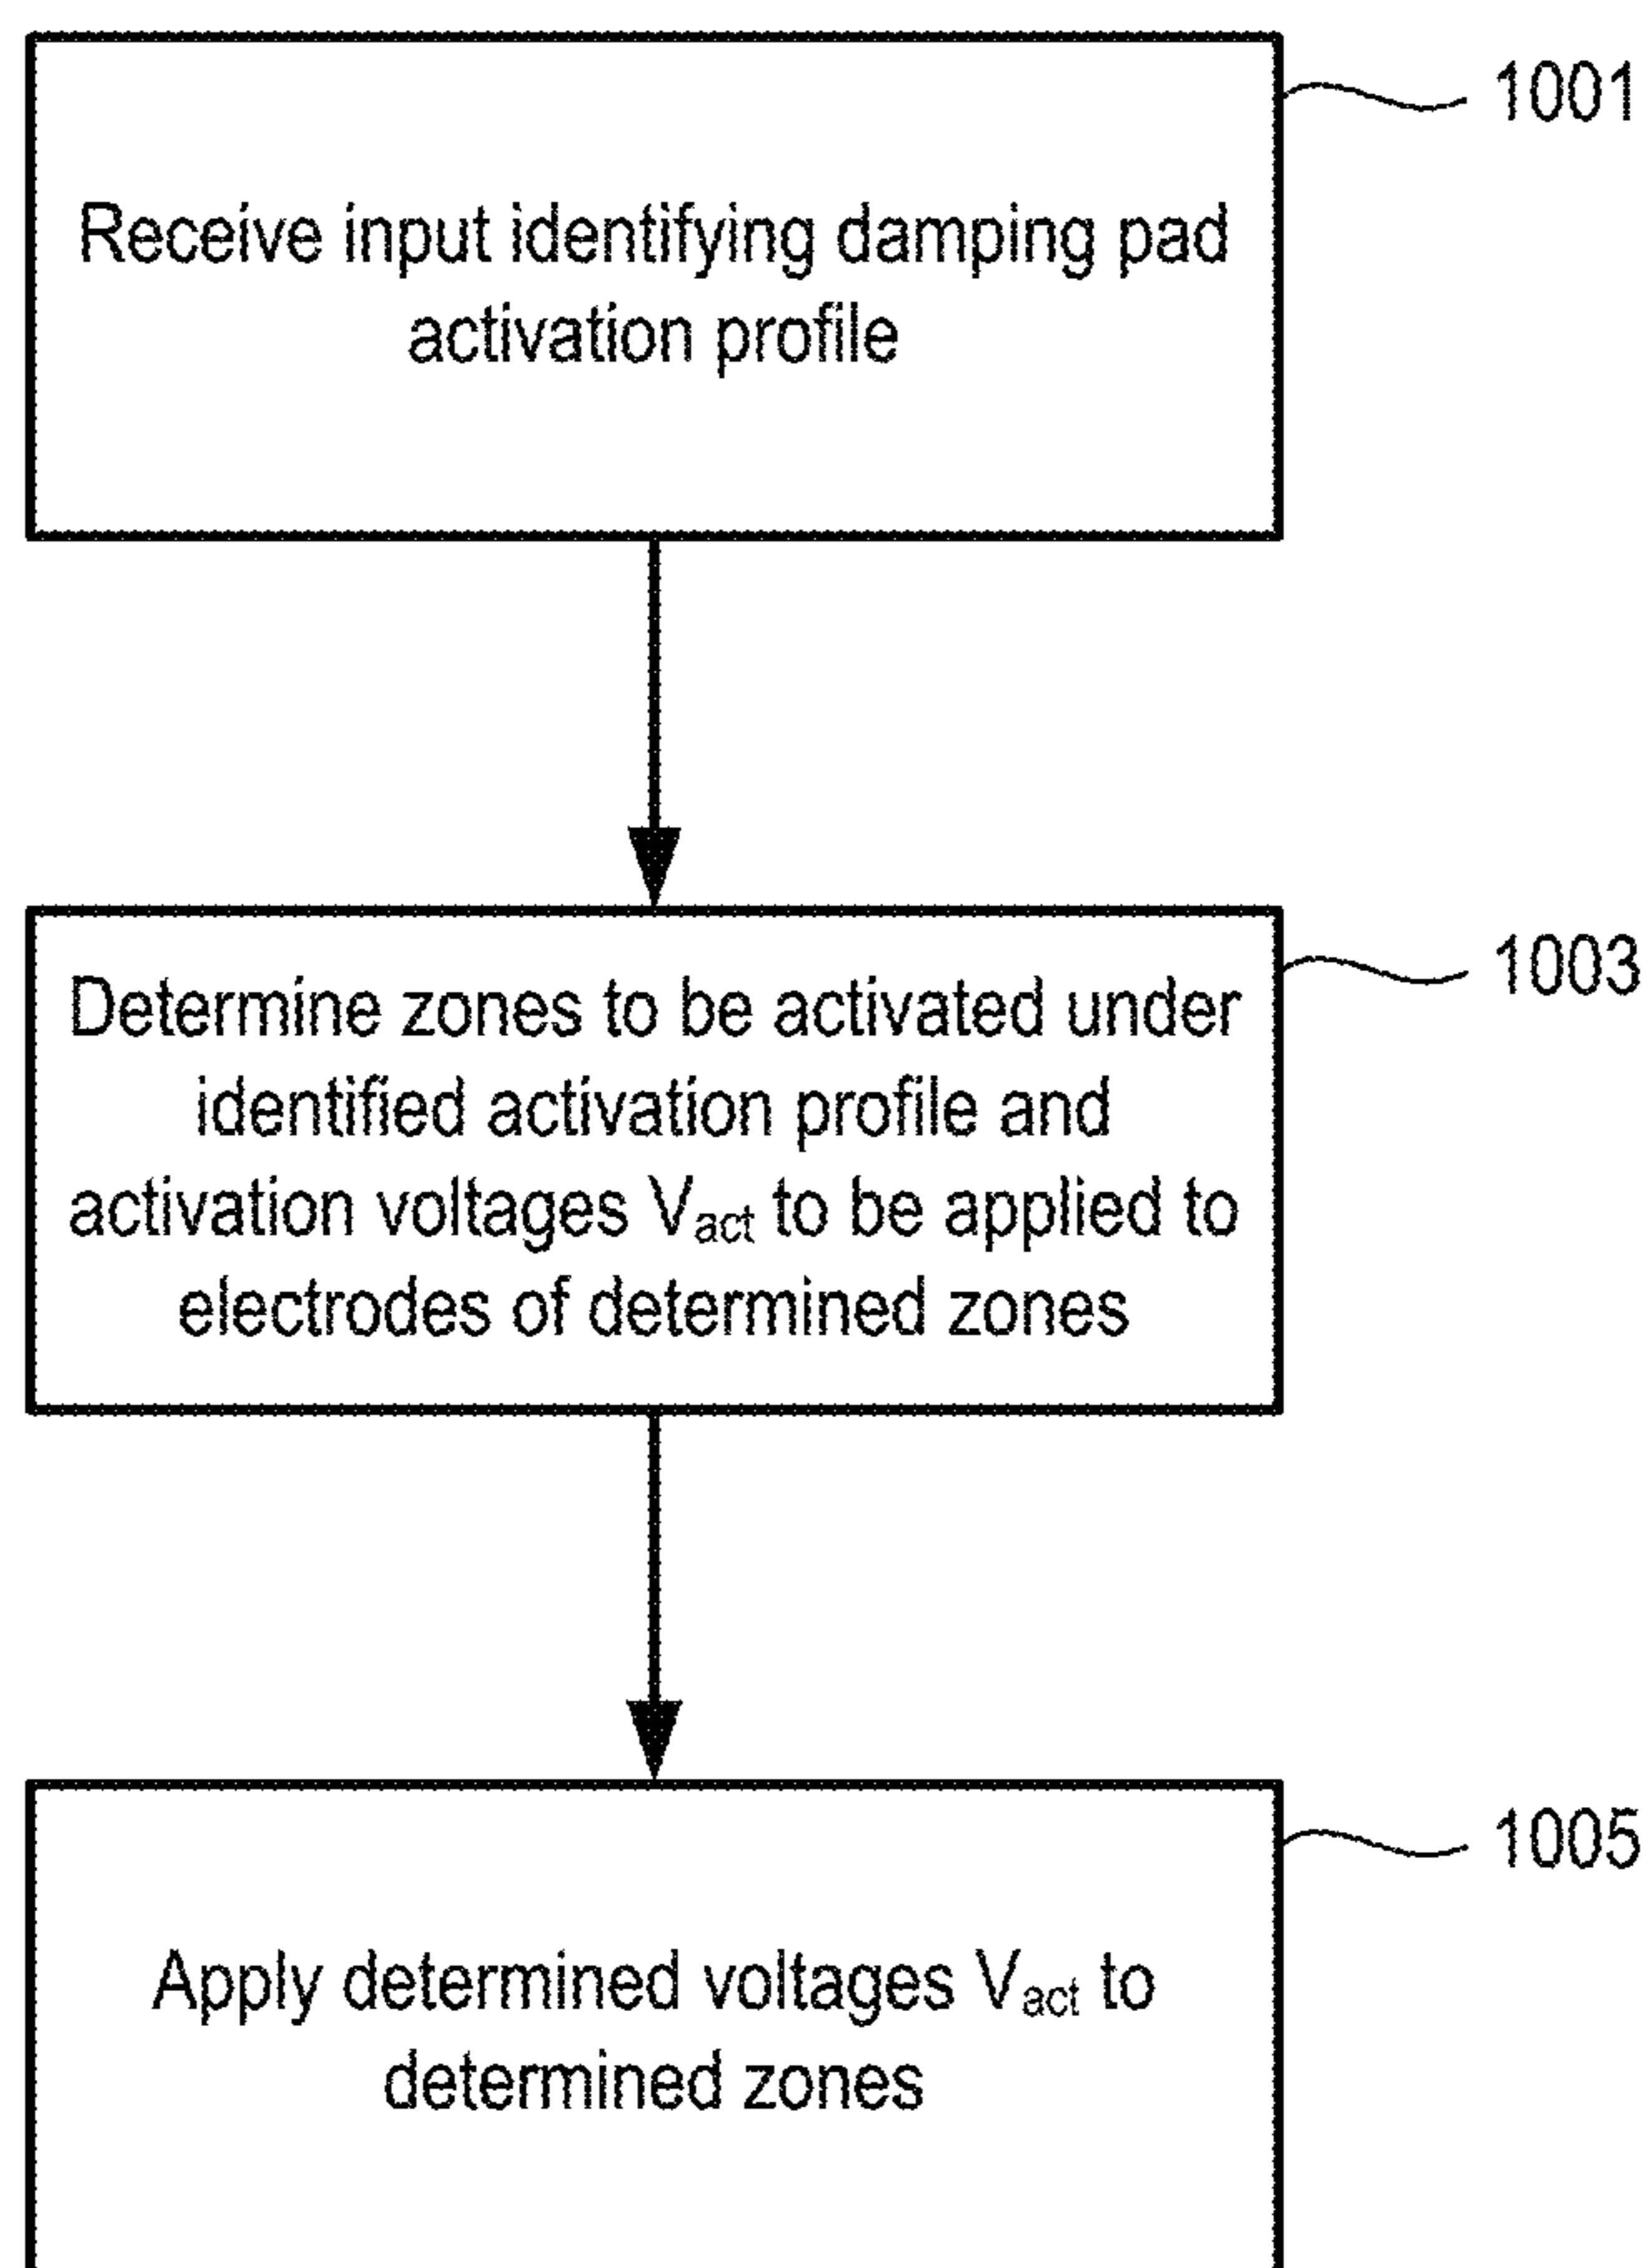 1001
Receive input identifying damping pad
activation profile
1003
Determine zones to be activated under
identified activation profile and
activation voltages Vact to be applied to
electrodes of determined zones
1005
Apply determined voltages Vact to
determined zones